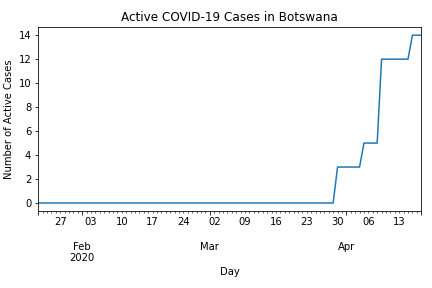 Active COVID-19 Cases in Botswana
Number of Active Cases
14
12
10
8
6
4
2
0
27 03 10 17 24 02 09 16 23 30 06 13
Feb Mar Apr
2020
Day